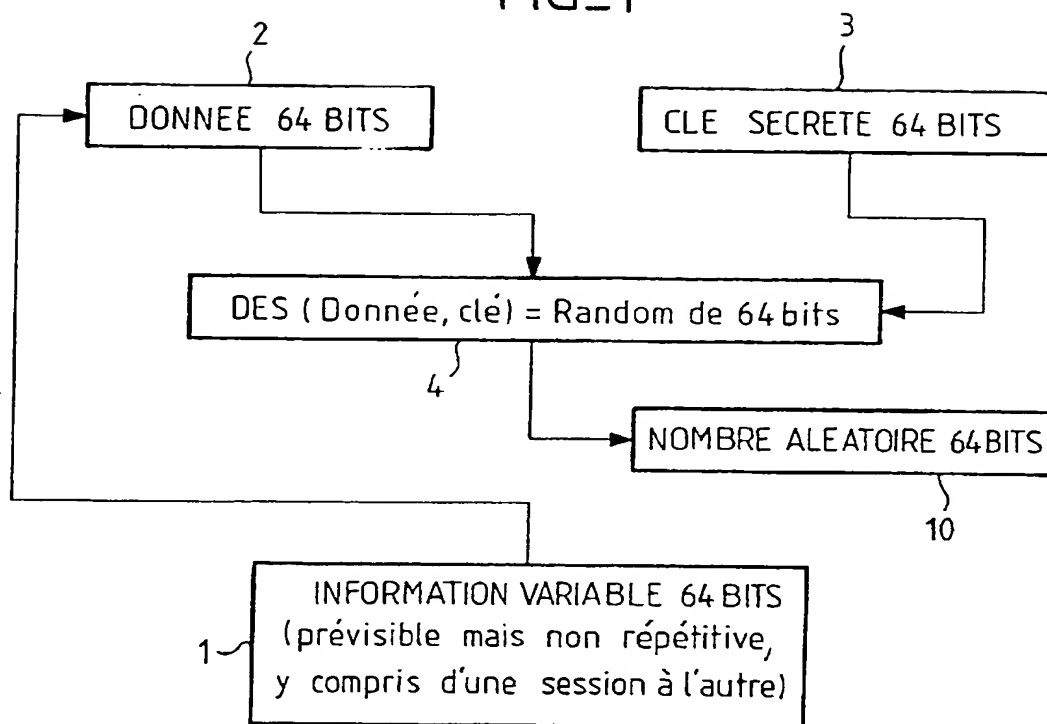 2
3
DONNEE 64 BITS
CLE SECRETE 64 BITS
DES (Donnée, clé) = Random de 64 bits
4
NOMBRE ALEATOIRE 64 BITS
10
INFORMATION VARIABLE 64 BITS
(prévisible mais non répétitive,
1
y compris d'une session à l'autre)